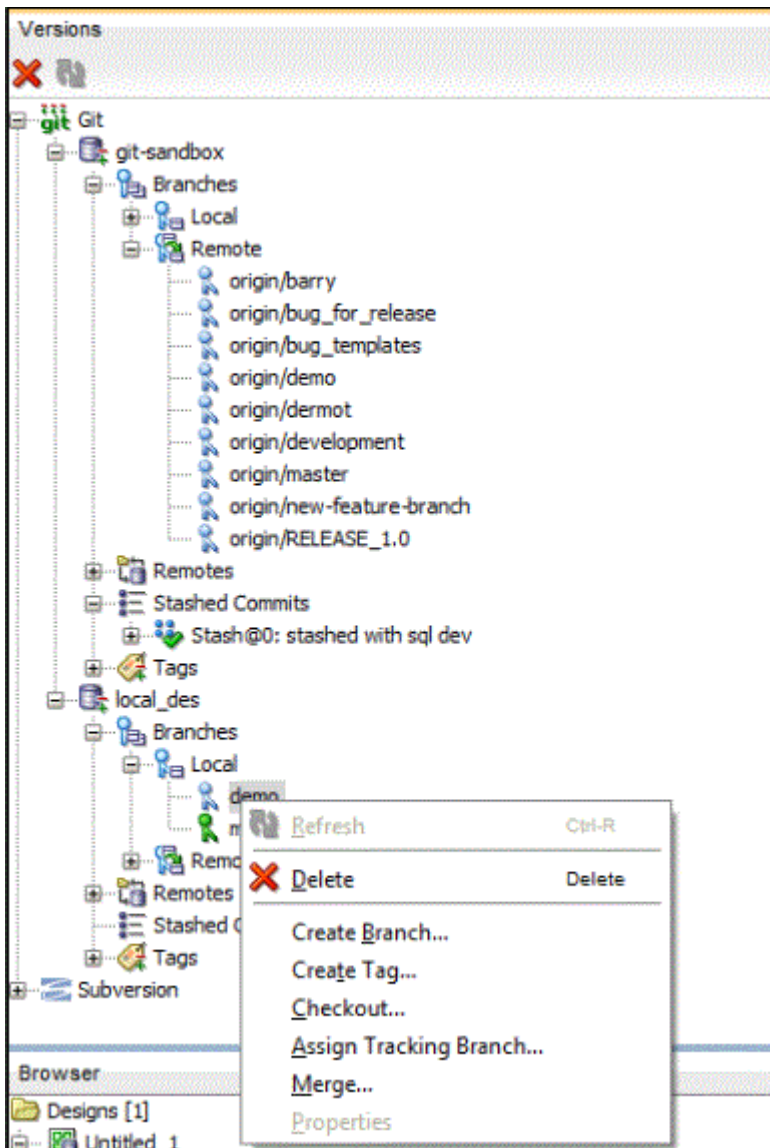 Versions
git Git
git-sandbox
Branches
Local
Remote
origin/barry
origin/bug_for_release
origin/bug_templates
origin/demo
origin/dermot
origin/development
origin/master
origin/new-feature-branch
origin/RELEASE_1.0
Remotes
Stashed Commits
Stash@0: stashed with sql dev
Tags
local_des
Branches
Local
demo
m
Remo
Remotes
Stashed C
Tags
Subversion
Refresh Ctrl-R
Delete Delete
Create Branch...
Create Tag...
Checkout...
Assign Tracking Branch...
Merge...
Properties
Browser
Designs [1]
Untitled_1